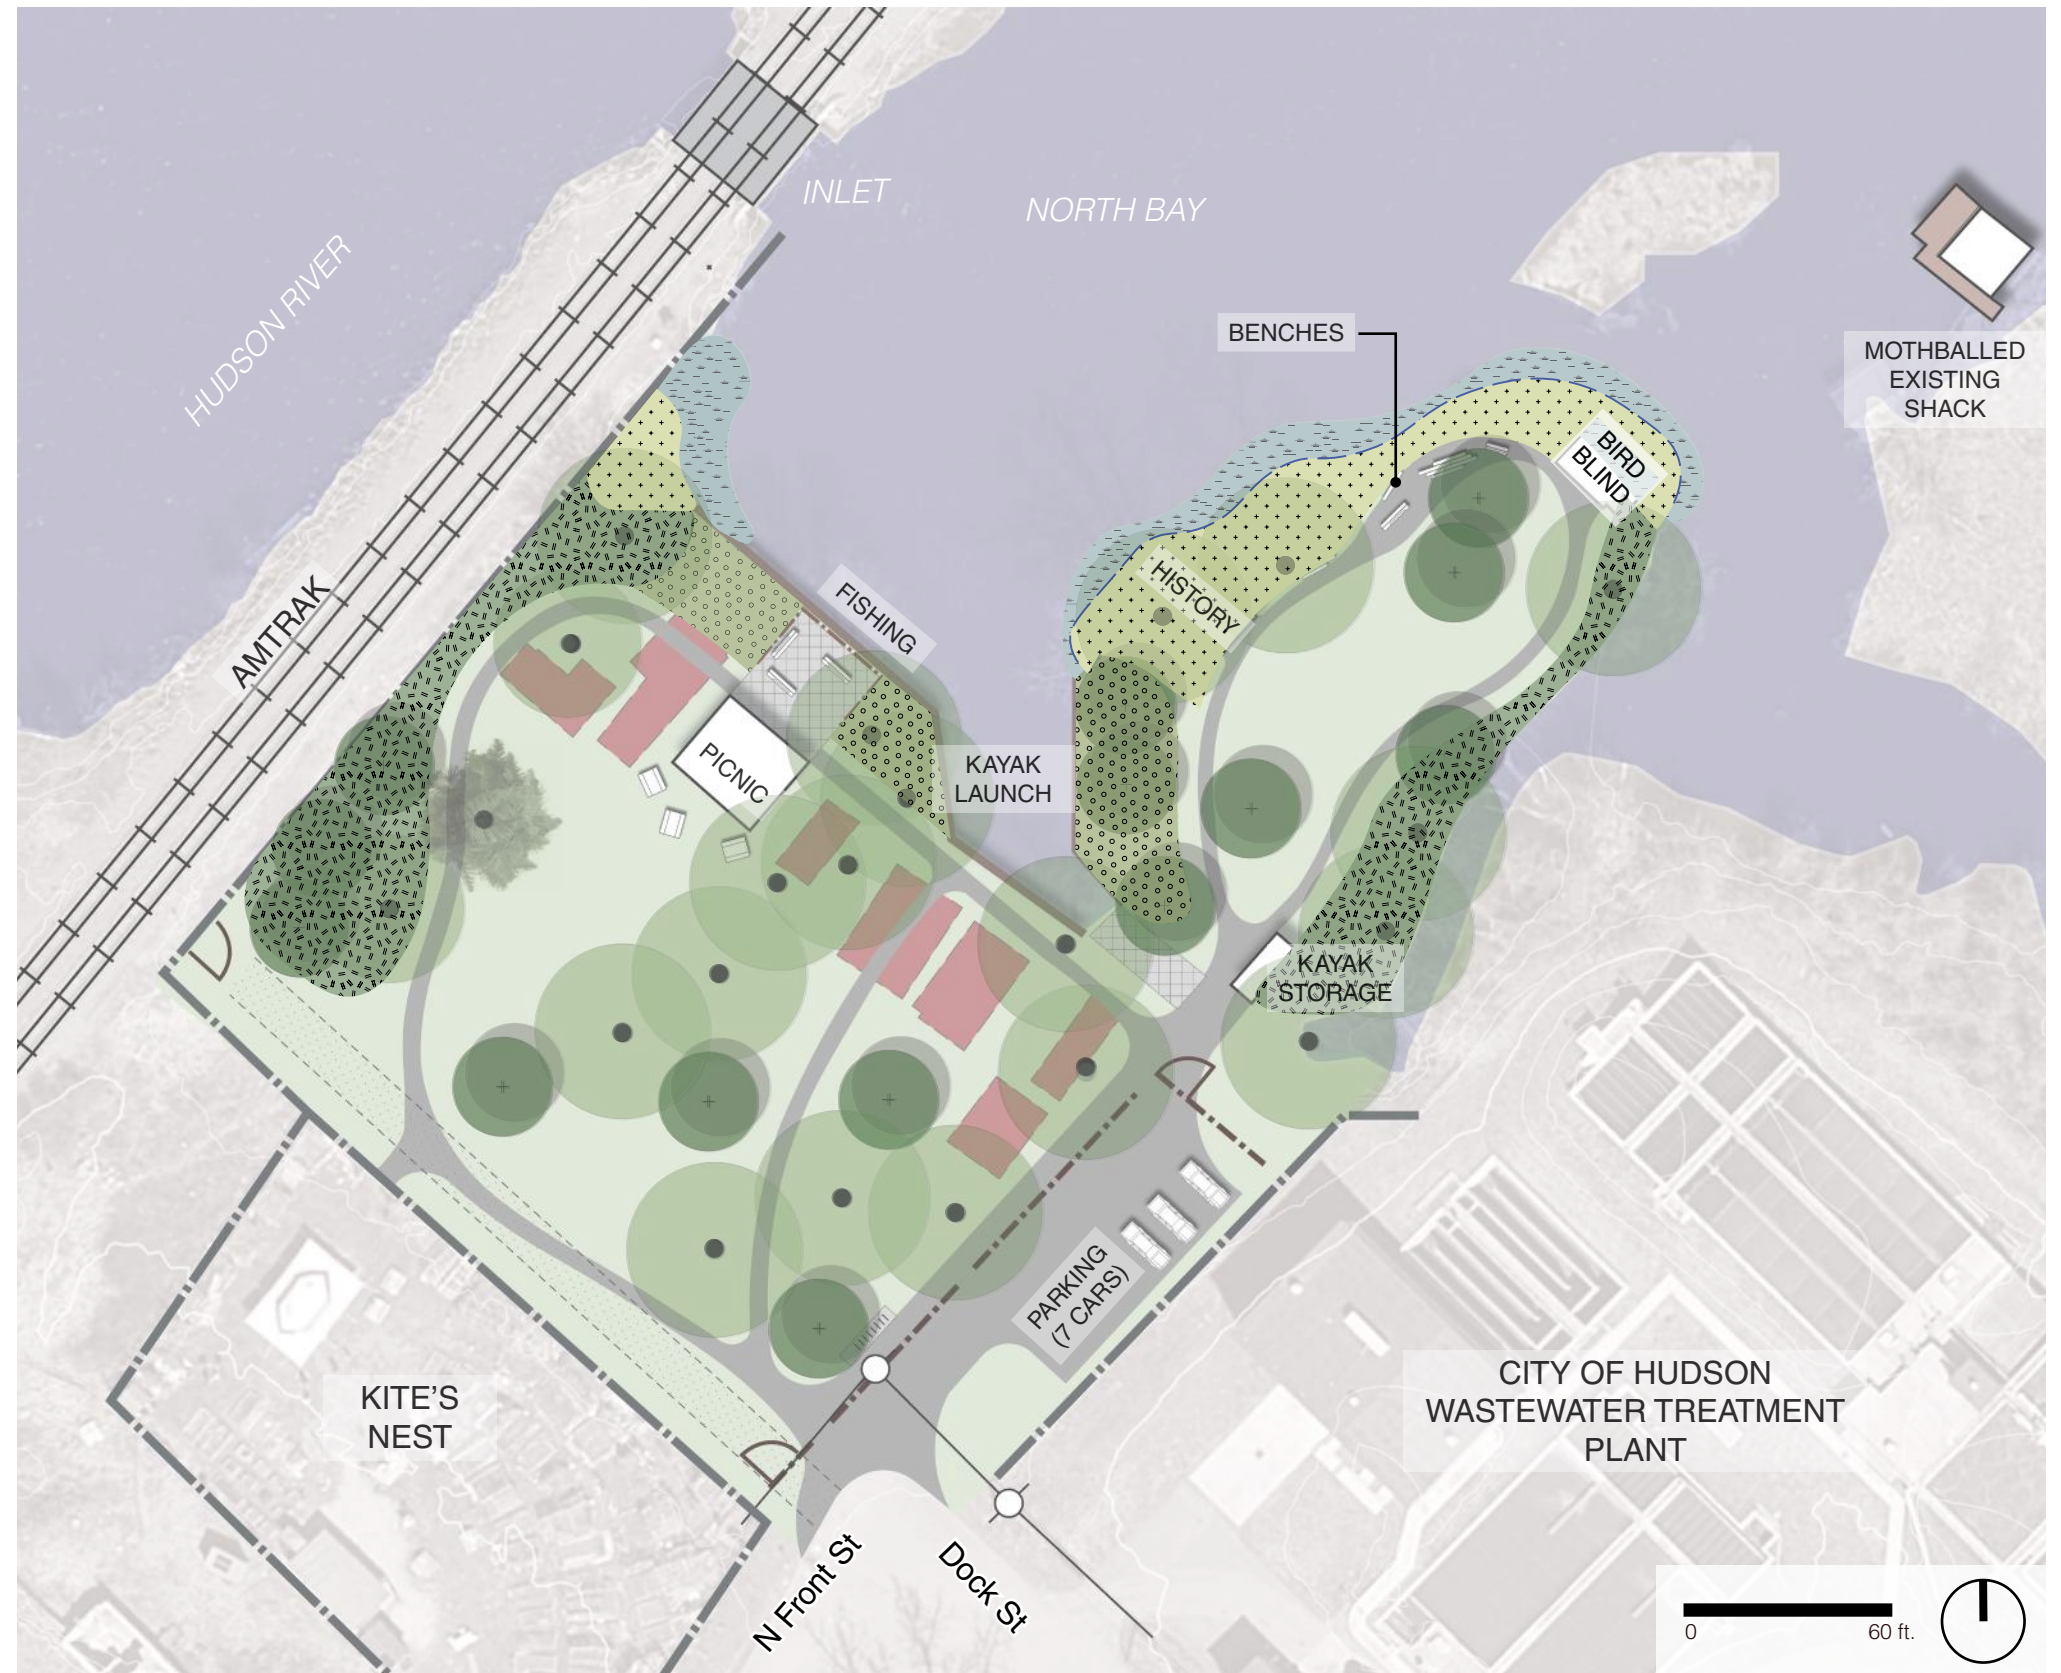 INLET
NORTH BAY
HUDSON RIVER
BENCHES
MOTHBALLED
EXISTING
SHACK
BIRD
BLIND
AMTRAK
FISHING
HISTORY
PICNIC
KAYAK
LAUNCH
KAYAK
STORAGE
PARKING
(7 CARS)
KITE'S
NEST
CITY OF HUDSON
WASTEWATER TREATMENT
PLANT
N Front St
Dock St
0
60 ft.